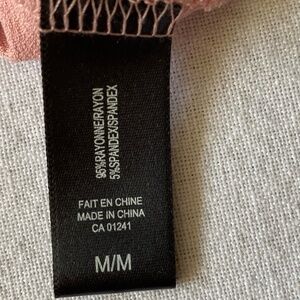 95%RAYONNE/RAYON
5%SPANDEX/SPANDEX
FAIT EN CHINE
MADE IN CHINA
CA 01241
M/M